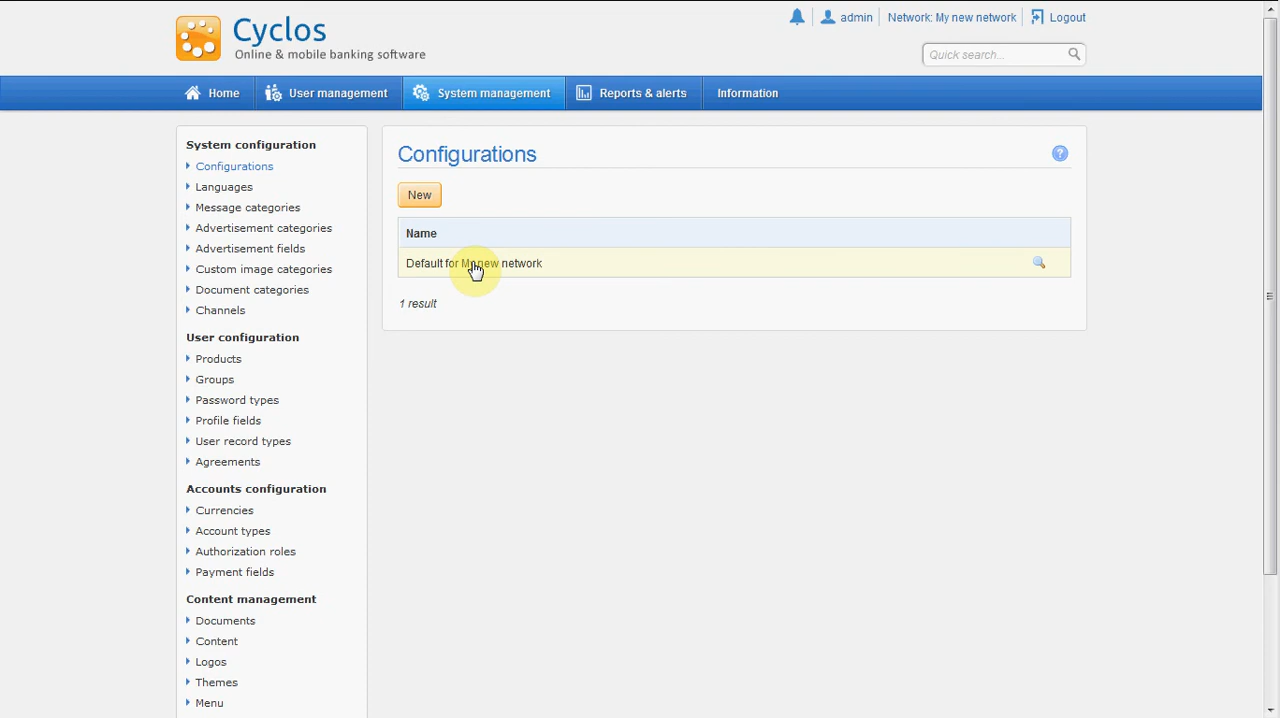 Cyclos
Online & mobile banking software
admin
Network: My new network
Logout
Quick search...
Home
User management
System management
Reports & alerts
Information
System configuration
Configurations
Languages
Message categories
Advertisement categories
Advertisement fields
Custom image categories
Document categories
Channels
User configuration
Products
Groups
Password types
Profile fields
User record types
Agreements
Accounts configuration
Currencies
Account types
Authorization roles
Payment fields
Content management
Documents
Content
Logos
Themes
Menu
Configurations
?
New
Name
Default for My new network
1 result